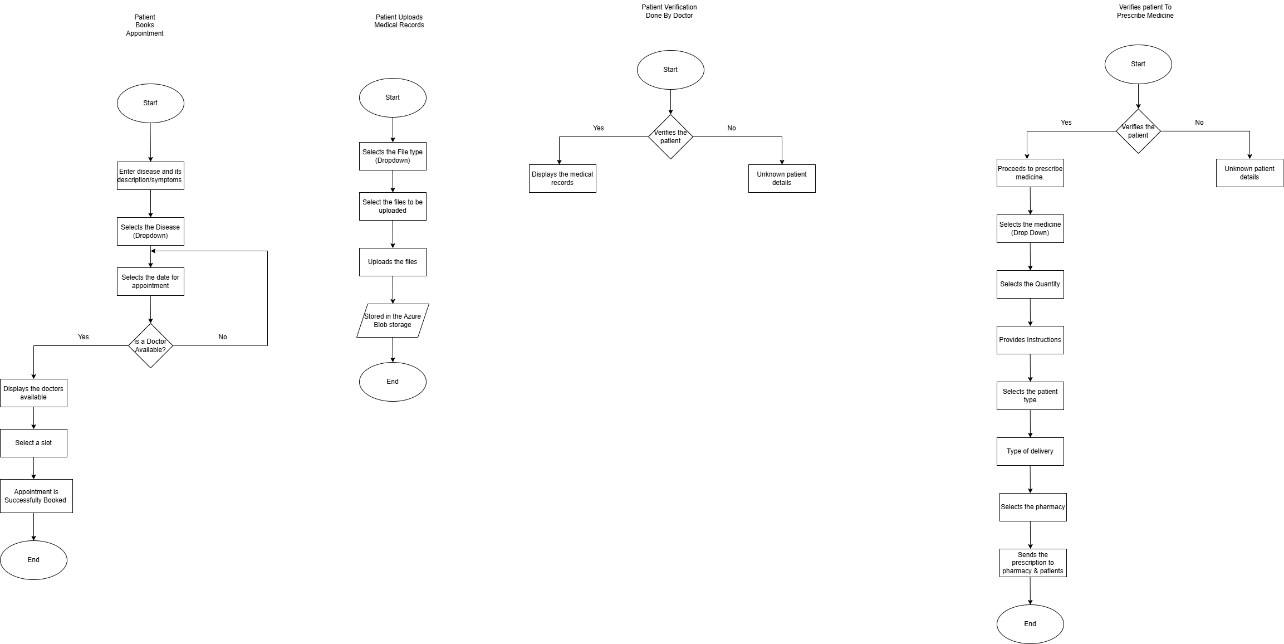 Patient
Books
Appointment
Start
Enter disease and its
description/symptoms
Selects the Disease
(Dropdown)
Selects the date for
appointment
Is a Doctor
Available?
Yes
No
Displays the doctors
available
Select a slot
Appointment is
Successfully Booked
End
Patient Uploads
Medical Records
Start
Selects the File type
(Dropdown)
Select the files to be
uploaded
Uploads the files
Stored in the Azure
Blob storage
End
Patient Verification
Done By Doctor
Start
Verifies the
patient
Yes
No
Displays the medical
records
Unknown patient
details
Verifies patient To
Prescribe Medicine
Start
Verifies the
patient
Yes
No
Proceeds to prescribe
medicine.
Unknown patient
details
Selects the medicine
(Drop Down)
Selects the Quantity
Provides Instructions
Selects the patient
type
Type of delivery
Selects the pharmacy
Sends the
prescription to
pharmacy & patients
End